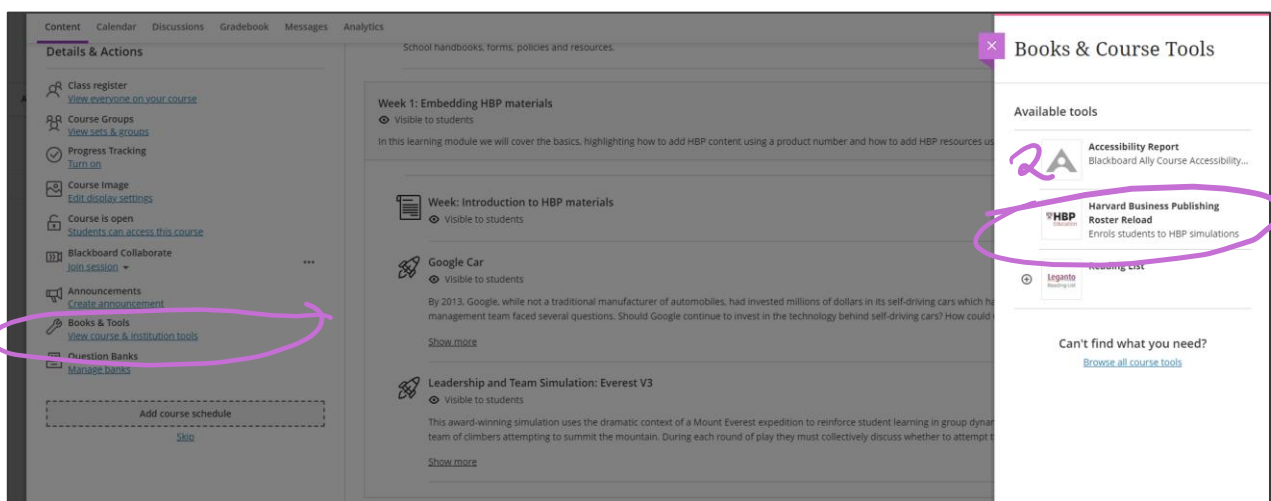 Content Calendar Discussions Gradebook Messages Analytics
Details & Actions
Class register
View everyone on your course
Course Groups
View sets & groups
Progress Tracking
Turn on
Course Image
Edit display settings
Course is open
Students can access this course
Blackboard Collaborate
Join session
Announcements
Create announcement
Books & Tools
View course & institution tools
Question Banks
Manage banks
Add course schedule
Skip
School handbooks, forms, policies and resources.
Week 1: Embedding HBP materials
Visible to students
In this learning module we will cover the basics, highlighting how to add HBP content using a product number and how to add HBP resources
Week: Introduction to HBP materials
Visible to students
Google Car
Visible to students
By 2013, Google, while not a traditional manufacturer of automobiles, had invested millions of dollars in its self-driving cars which
management team faced several questions. Should Google continue to invest in the technology behind self-driving cars? How could
Show more
Leadership and Team Simulation: Everest V3
Visible to students
This award-winning simulation uses the dramatic context of a Mount Everest expedition to reinforce student learning in group
team of climbers attempting to summit the mountain. During each round of play they must collectively discuss whether to attempt
Show more
Books & Course Tools
Available tools
2
Accessibility Report
Blackboard Ally Course Accessibility...
HBP
Education
Harvard Business Publishing
Roster Reload
Enrols students to HBP simulations
Leganto
Reading List
Reading List
Can't find what you need?
Browse all course tools